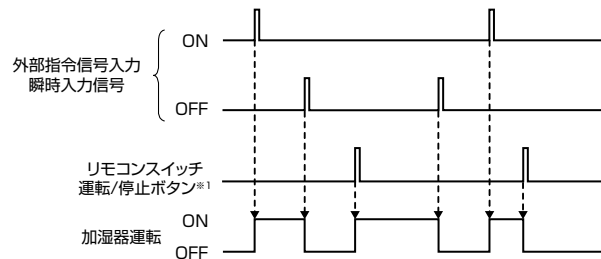 ON
外部指令信号入力
瞬時入力信号
OFF
リモコンスイッチ
運転/停止ボタン※1
ON
加湿器運転
OFF